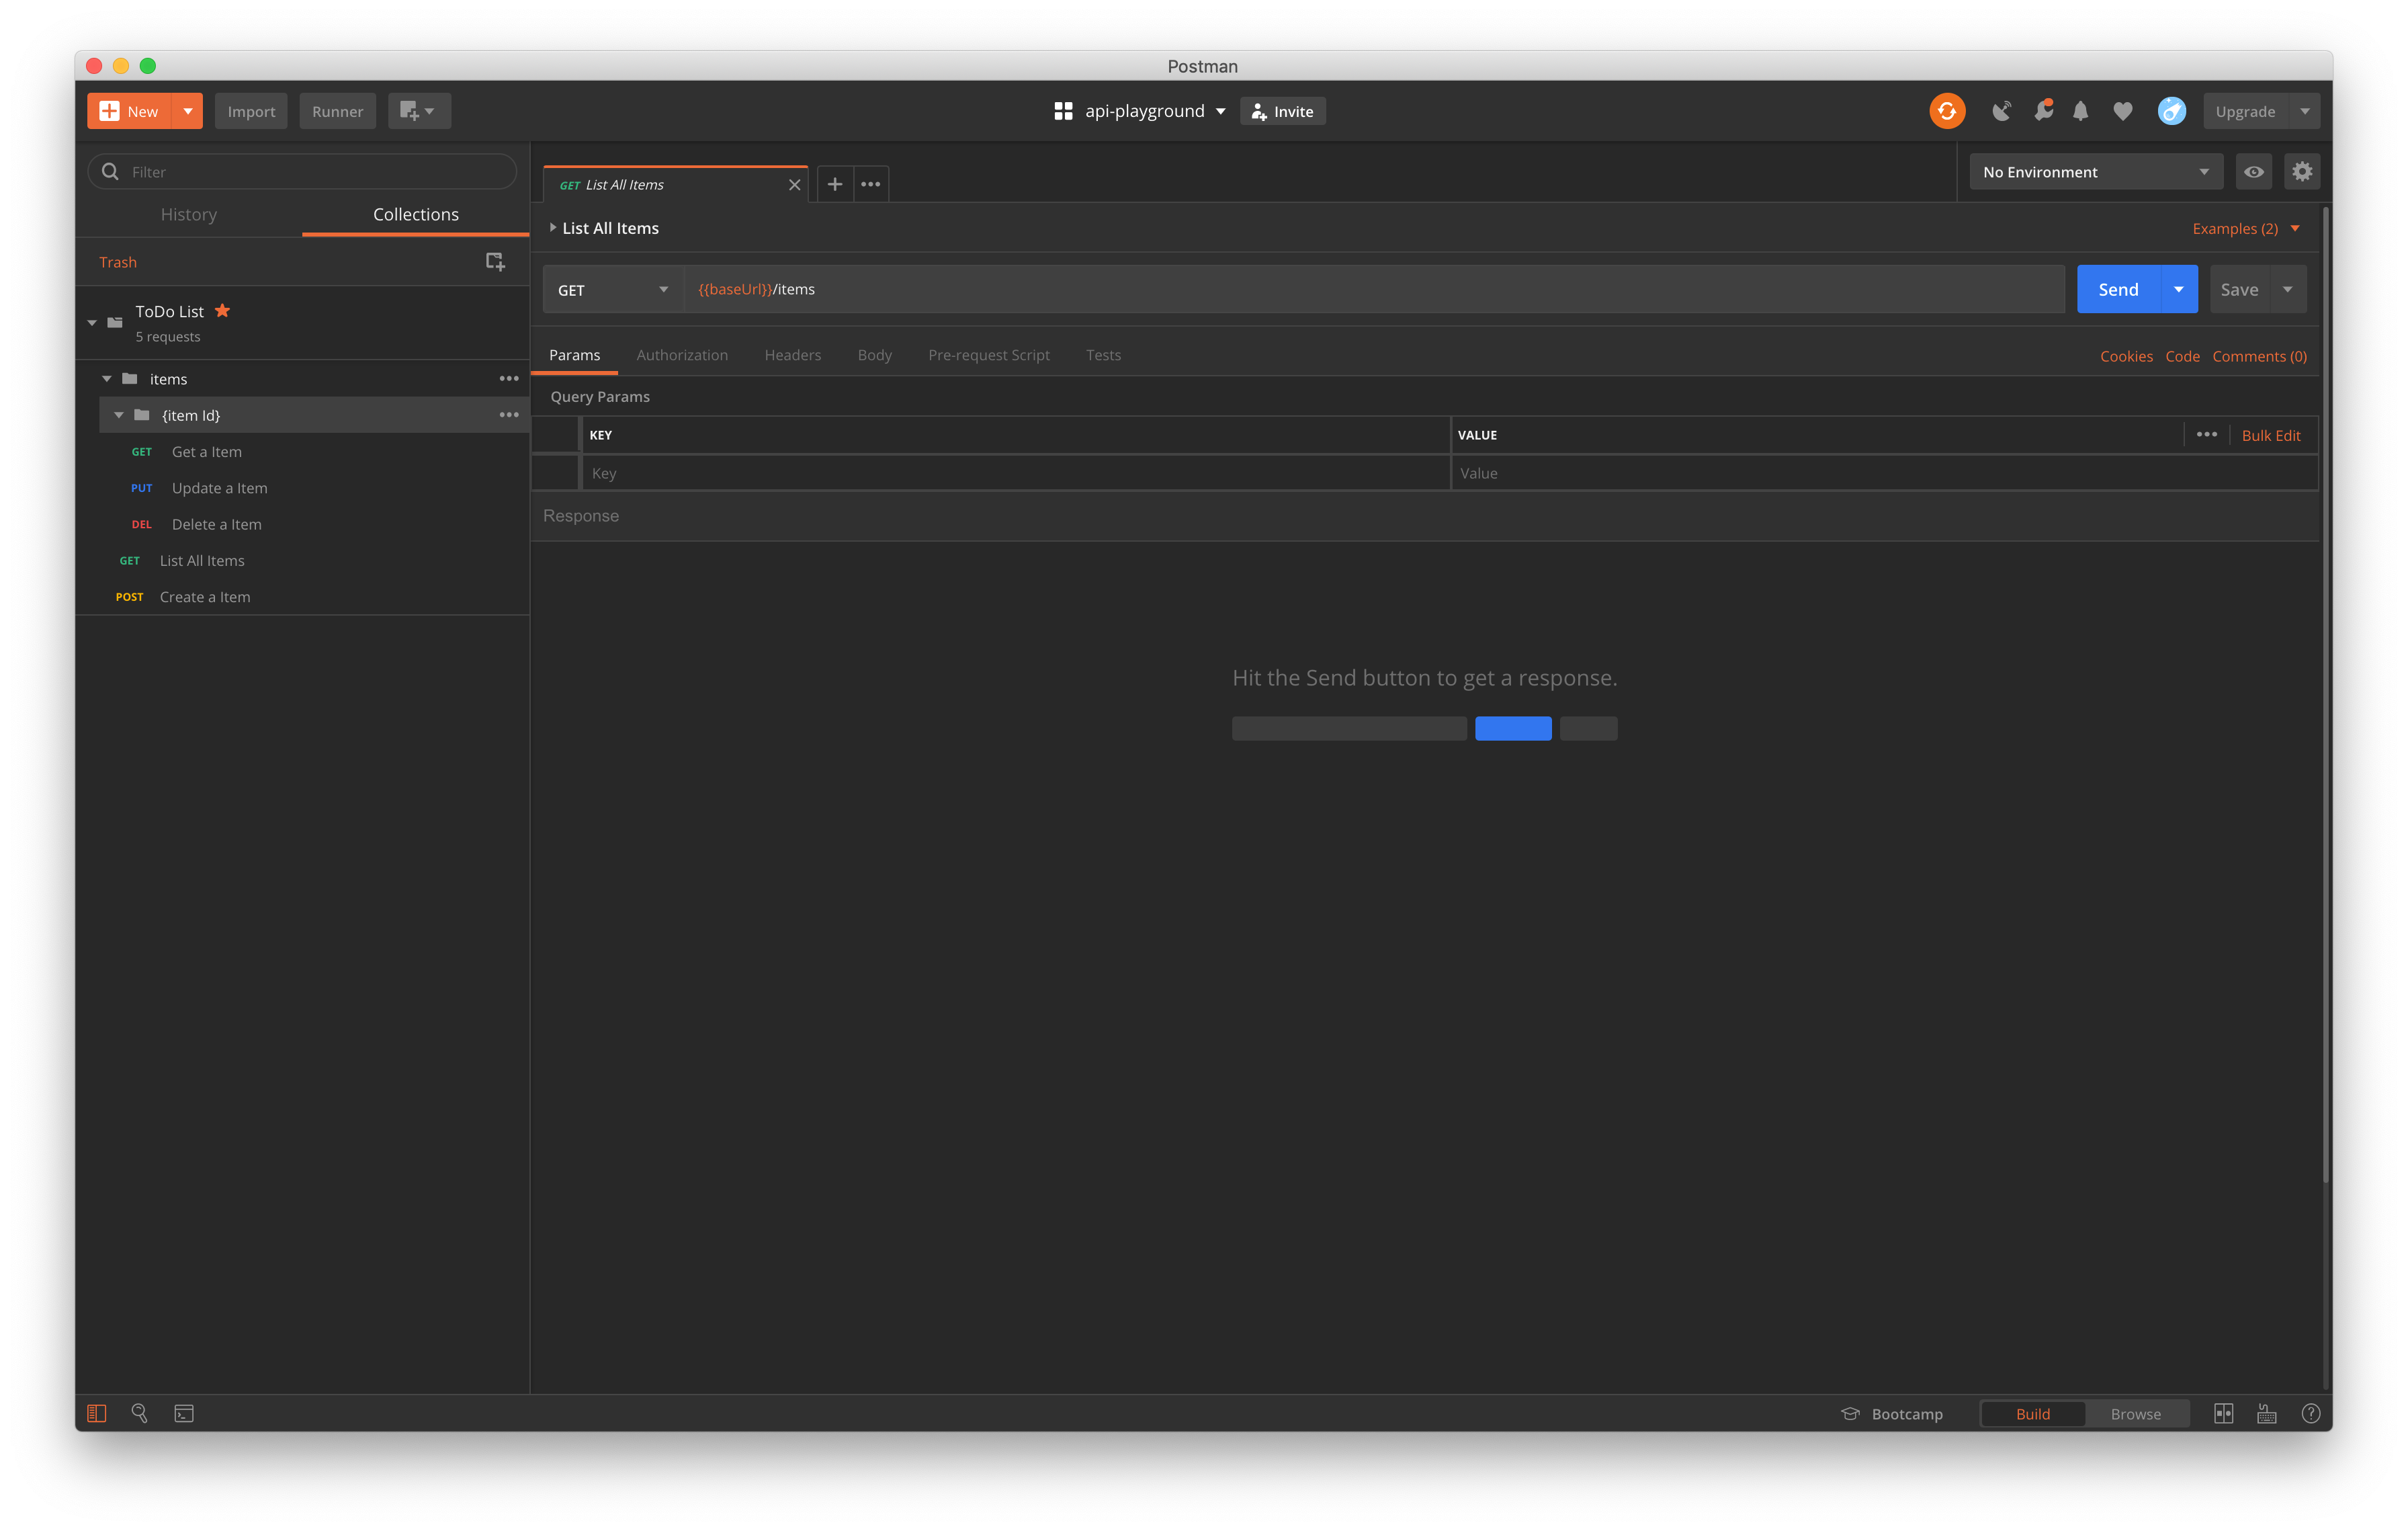 Postman
New
Import
Runner
api-playground
Invite
Upgrade
Filter
History
Collections
Trash
ToDo List
5 requests
items
{item Id}
GET Get a Item
PUT Update a Item
DEL Delete a Item
GET List All Items
POST Create a Item
GET List All Items
No Environment
List All Items
Examples (2)
GET
{{baseUrl}}/items
Send
Save
Params
Authorization
Headers
Body
Pre-request Script
Tests
Cookies
Code
Comments (0)
Query Params
KEY
VALUE
Bulk Edit
Key
Value
Response
Hit the Send button to get a response.
Bootcamp
Build
Browse